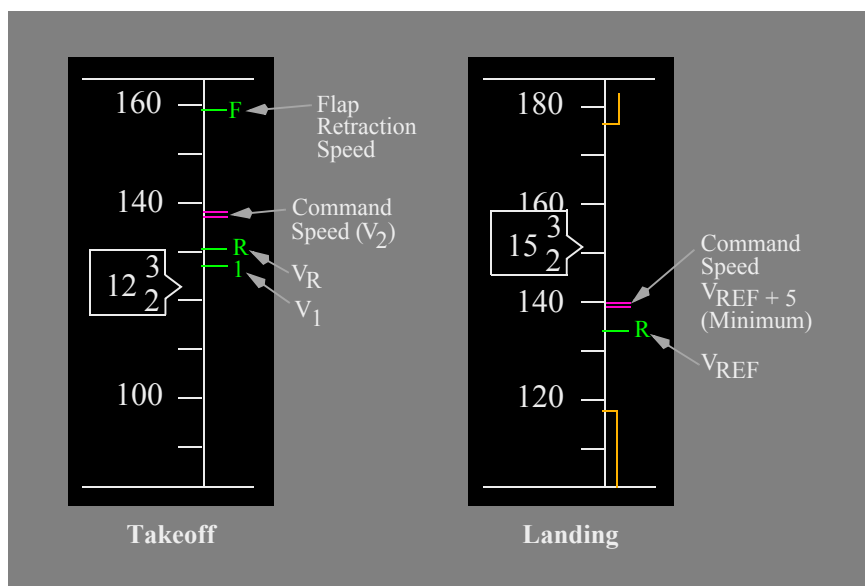 160
F
Flap
Retraction
Speed
140
Command
Speed (V2)
R
VR
1
V1
12 3
2
100
Takeoff
180
160
15 3
2
Command
Speed
VREF + 5
(Minimum)
140
R
VREF
120
Landing